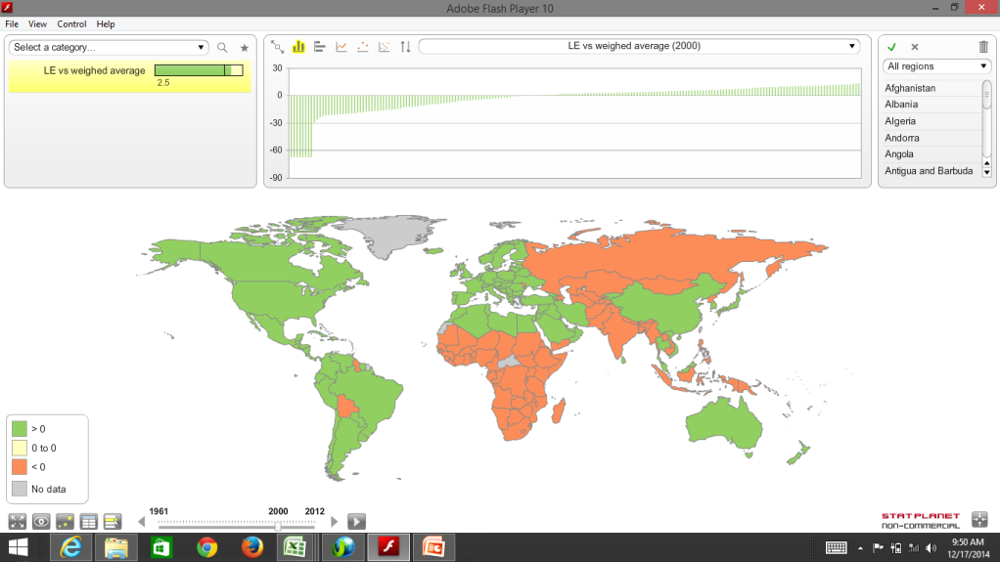 Adobe Flash Player 10
File View Control Help
Select a category...
LE vs weighed average
2.5
LE vs weighed average (2000)
30
0
-30
-60
-90
All regions
Afghanistan
Albania
Algeria
Andorra
Angola
Antigua and Barbuda
> 0
0 to 0
< 0
No data
1961 2000 2012
STATPLANET
NON-COMMERCIAL
9:50 AM
12/17/2014